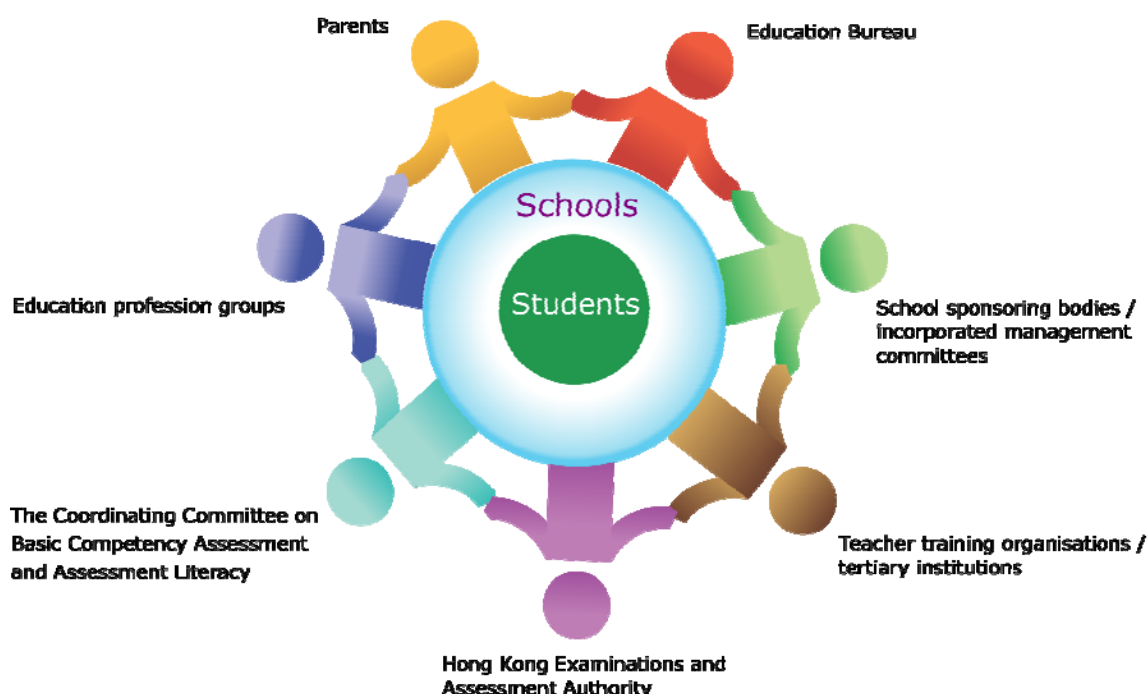 Parents
Education Bureau
Schools
Students
Education profession groups
School sponsoring bodies /
incorporated management
committees
The Coordinating Committee on
Basic Competency Assessment
and Assessment Literacy
Teacher training organisations /
tertiary institutions
Hong Kong Examinations and
Assessment Authority